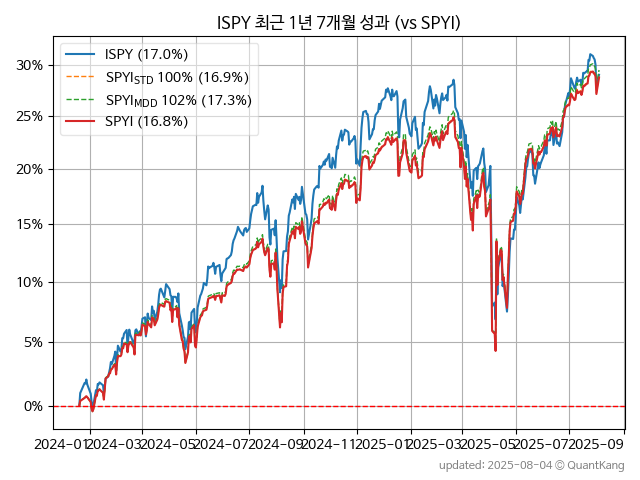 ISPY 최근 1년 7개월 성과 (vs SPYI)
ISPY (17.0%)
SPYI_STD 100% (16.9%)
SPYI_MDD 102% (17.3%)
SPYI (16.8%)
30%
25%
20%
15%
10%
5%
0%
2024-01 2024-03 2024-05 2024-07 2024-09 2024-11 2025-01 2025-03 2025-05 2025-07 2025-09
updated: 2025-08-04 © QuantKang